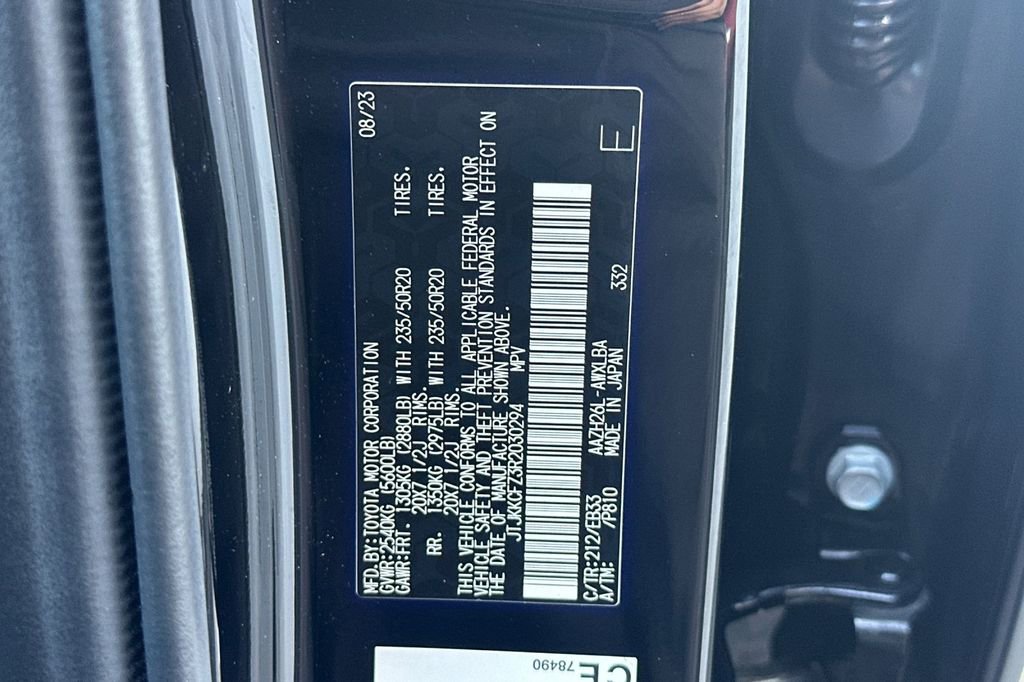 MFD.BY:TOYOTA MOTOR CORPORATION 08/23
GVWR:2540KG (5600LB)
GAWR:FRT. 1305KG (2880LB) WITH 235/50R20 TIRES.
20X7 1/2J RIMS.
RR. 1350KG (2975LB) WITH 235/50R20 TIRES.
20X7 1/2J RIMS.
THIS VEHICLE CONFORMS TO ALL APPLICABLE FEDERAL MOTOR
VEHICLE SAFETY AND THEFT PREVENTION STANDARDS IN EFFECT ON
THE DATE OF MANUFACTURE SHOWN ABOVE.
JTJKKCFZ3R2030294 MPV
C/TR:212/EB33 AAZH26L-AWXLBA
A/TM: /P810 MADE IN JAPAN 332 E
78490